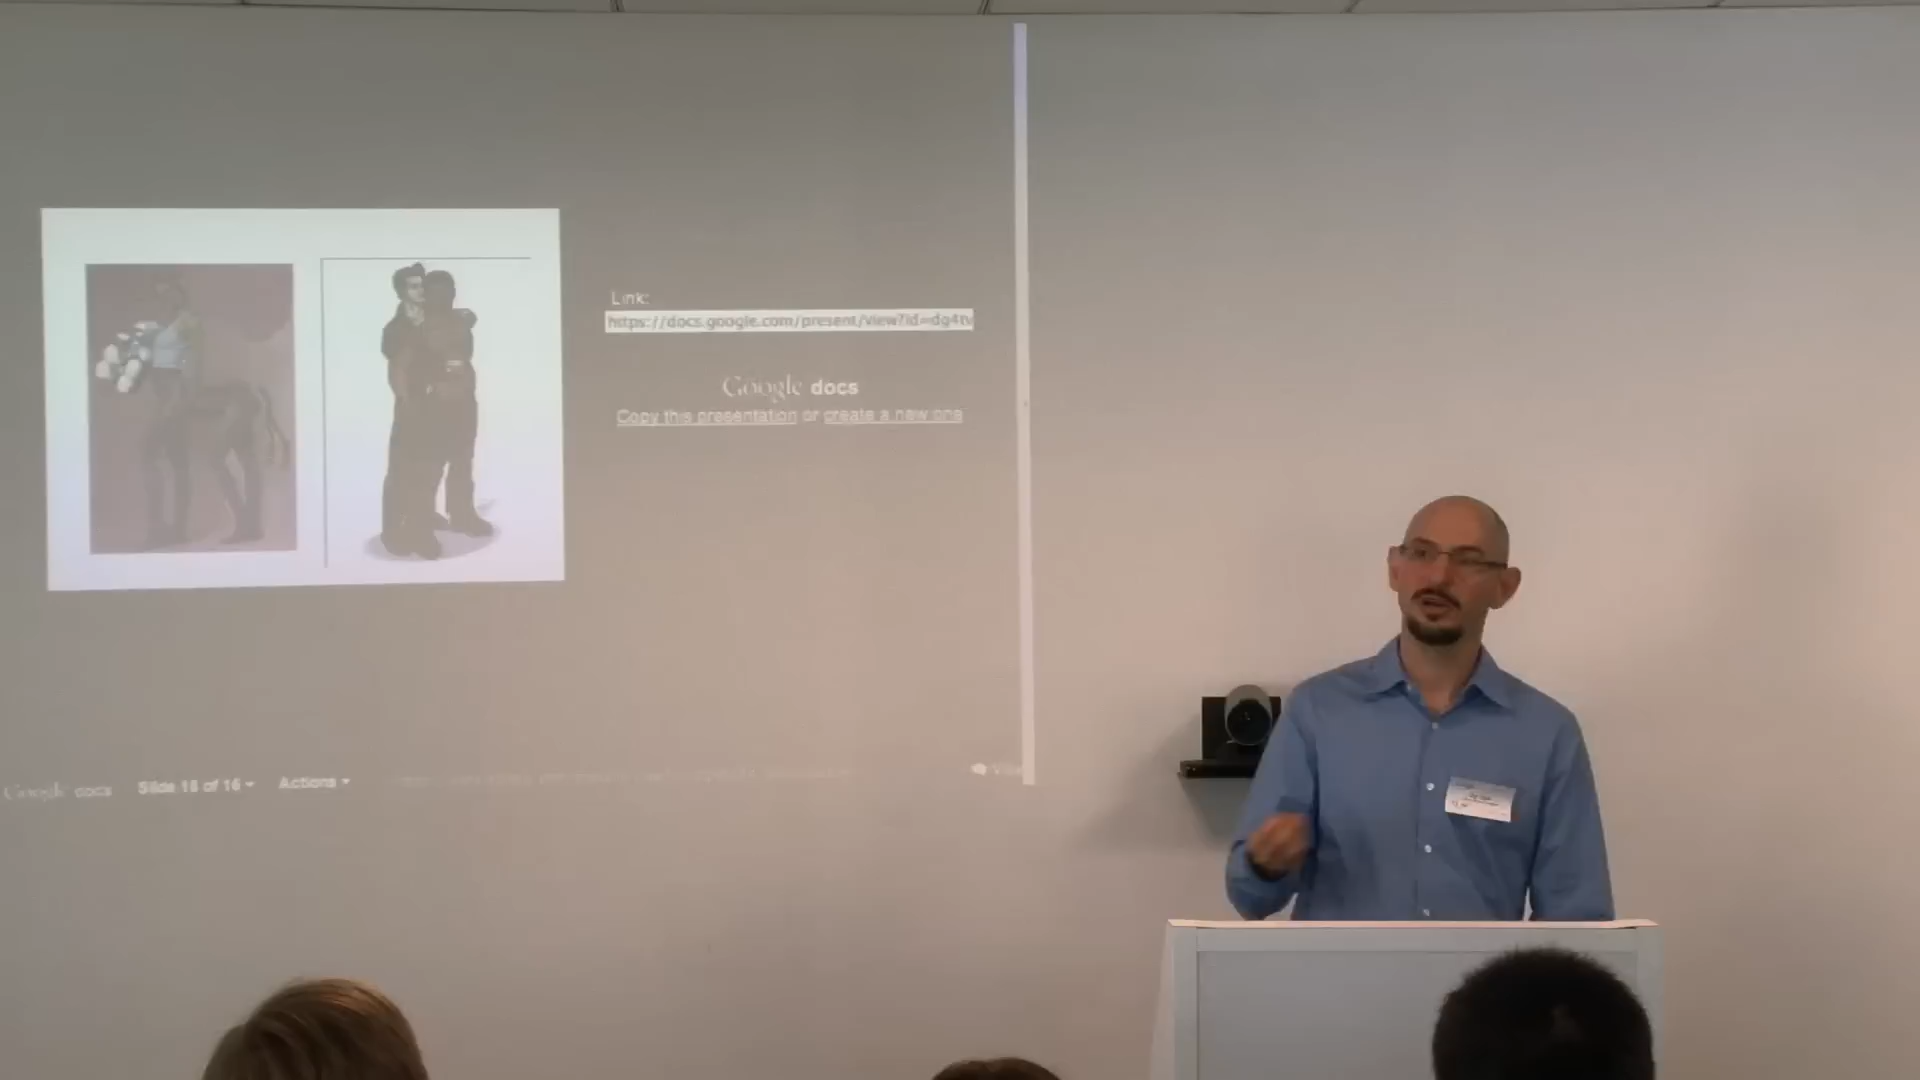 Link:
https://docs.google.com/present/view?id=dg4tv
Google docs
Copy this presentation or create a new one
Google docs
Slide 16 of 16
Actions